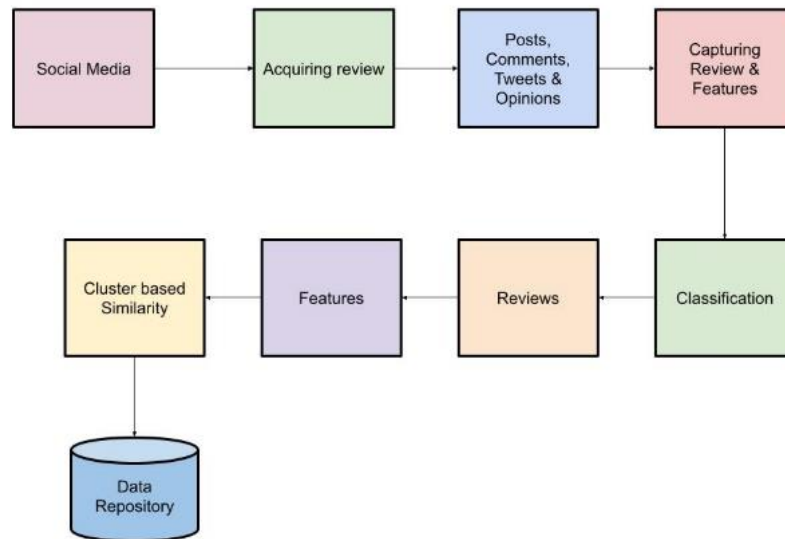 Social Media
Acquiring review
Posts,
Comments,
Tweets &
Opinions
Capturing
Review &
Features
Classification
Reviews
Features
Cluster based
Similarity
Data
Repository